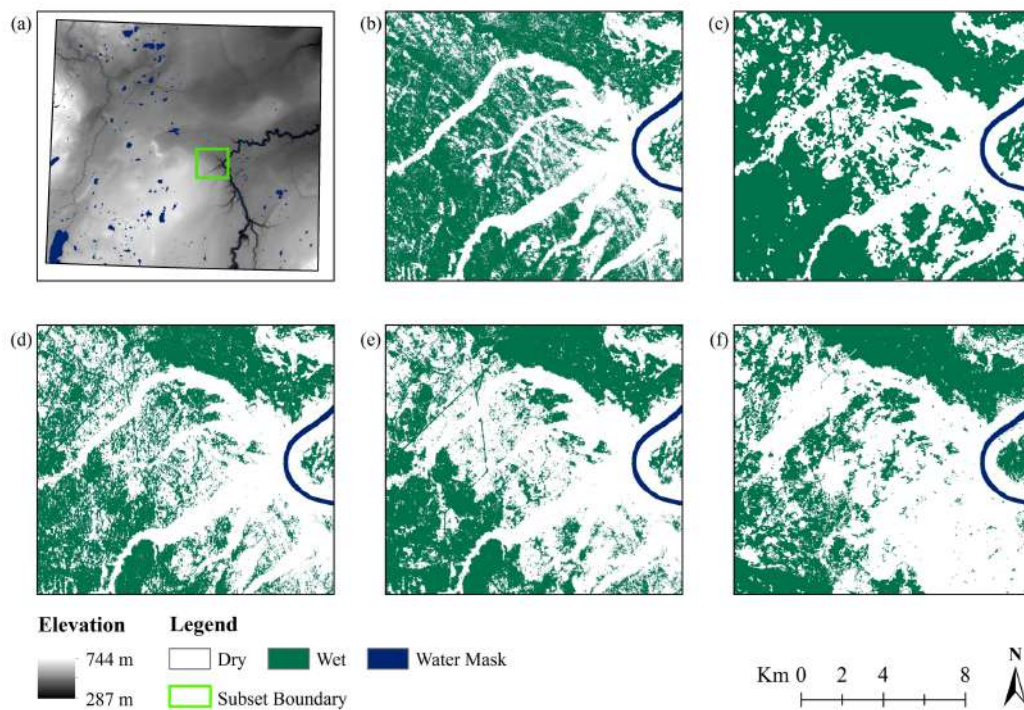 (a)
(b)
(c)
(d)
(e)
(f)
Elevation
744 m
287 m
Legend
Dry
Wet
Water Mask
Subset Boundary
Km 0 2 4 8
N